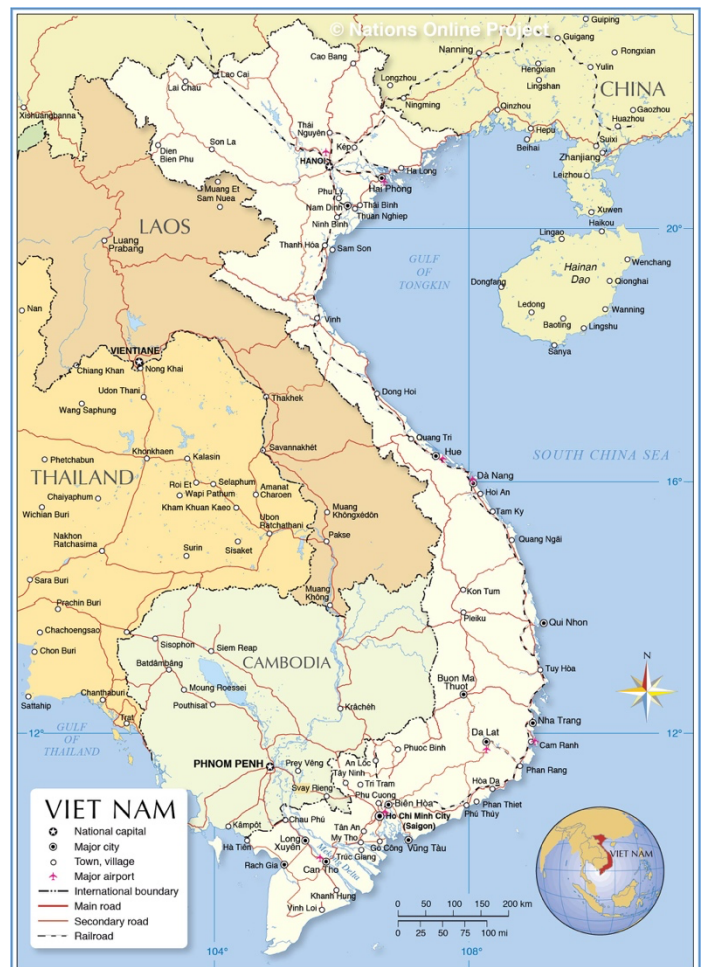 © Nations Online Project
Guiping
Nanning
Guigang
Rongxian
Cao Bang
Hengxian
Yulin
Lao Cai
Longzhou
Lingshan
CHINA
Lai Chau
Ningming
Qinzhou
Gaozhou
Xishuangbanna
Hepu
Huazhou
Thái
Nguyên
Beihai
Suixi
Dien
Bien Phu
Son La
Kép
Zhanjiang
HANOI
Ha Long
Leizhou
Hai Phòng
Muang Et
Sam Nuea
Phu Lý
Nam Dinh
Thái Bình
Thuan Nghiep
Xuwen
LAOS
Ninh Binh
20°
Haikou
Luang
Prabang
Thanh Hóa
Sam Son
Lingao
GULF
OF
TONGKIN
Hainan
Dao
Wenchang
Dongfang
Qionghai
Nan
Ledong
Wanning
Vinh
Baoting
Lingshu
Sanya
VIENTIANE
Chiang Khan
Nong Khai
Udon Thani
Thakhek
Dong Hoi
Wang Saphung
Quang Tri
Savannakhét
Hue
SOUTH CHINA SEA
Phetchabun
Khonkaen
Kalasin
THAILAND
Roi Et
Selaphum
Dà Nang
16°
Chaiyaphum
Wapi Pathum
Amanat
Charoen
Hoi An
Wichian Buri
Kham Khuan Kaeo
Muang
Khôngxédôn
Tam Ky
Nakhon
Ratchasima
Ubon
Ratchathani
Surin
Sisaket
Pakse
Quang Ngãi
Sara Buri
Muang
Không
Kon Tum
Prachin Buri
Pleiku
Chachoengsao
Sisophon
Siem Reap
Qui Nhon
Chon Buri
Batdâmbâng
CAMBODIA
N
Chanthaburi
Moung Roessei
Buon Ma
Thuot
Tuy Hòa
Sattahip
Pouthisat
Krâchéh
Trat
Nha Trang
GULF
OF
THAILAND
12°
Da Lat
Cam Ranh
Phuoc Binh
An Lôc
PHNOM PENH
Prey Vêng
Tây Ninh
Phan Rang
Svay Rieng
Tri Tram
Hòa Da
Phu Cuong
Biên Hòa
Phan Thiet
Ho Chi Minh City
(Saigon)
Phú Thúy
Kâmpôt
Chau Phú
Tân An
Hà Tiên
Long
Xuyên
My Tho
Gò Công
Vũng Tàu
Truc Giang
Rach Gia
Mekong Delta
Can Tho
Khanh Hung
Vinh Loi
VIET NAM
National capital
Major city
Town, village
Major airport
International boundary
Main road
Secondary road
Railroad
0 50 100 150 200 km
0 25 50 75 100 mi
VIET NAM
104°
108°